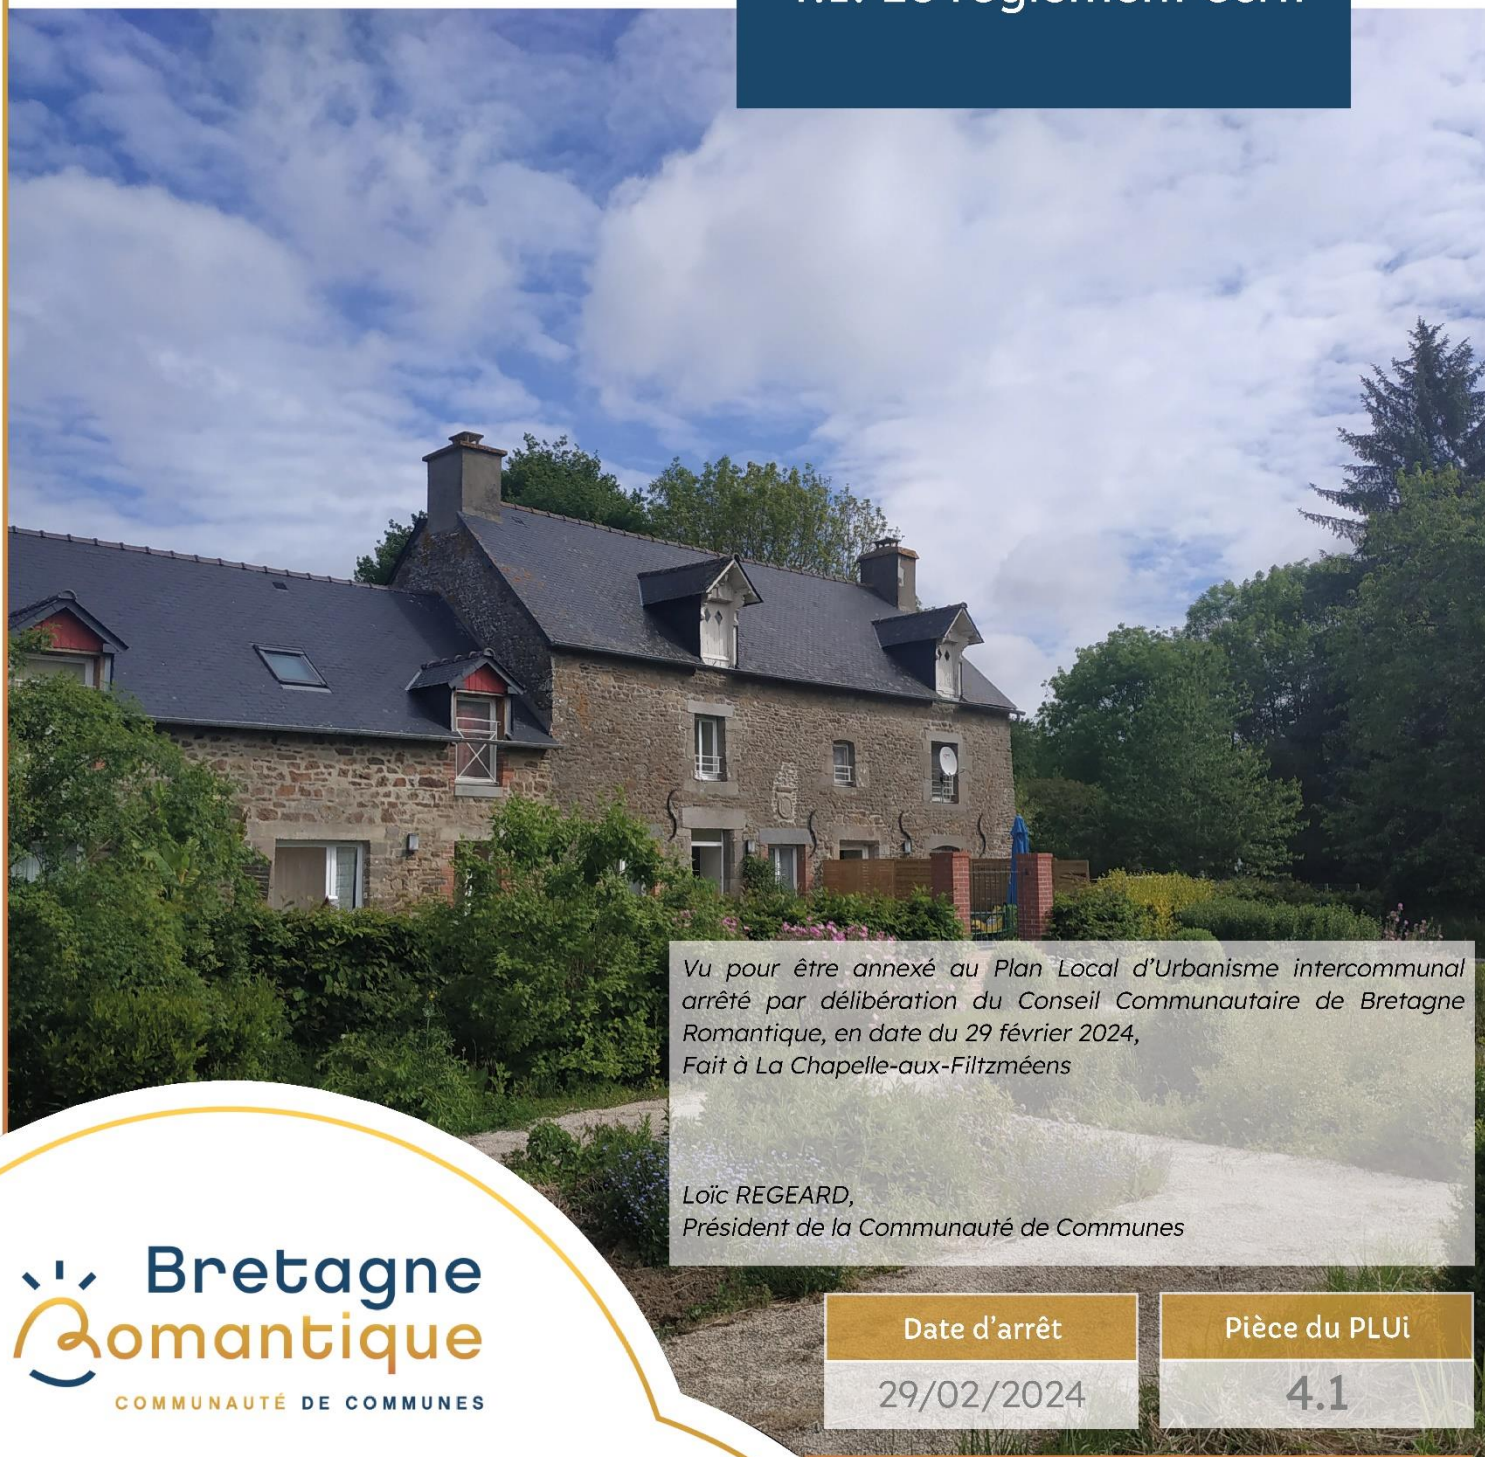 Vu pour être annexé au Plan Local d'Urbanisme intercommunal
arrêté par délibération du Conseil Communautaire de Bretagne
Romantique, en date du 29 février 2024,
Fait à La Chapelle-aux-Filtzméens
Loïc REGEARD,
Président de la Communauté de Communes
Bretagne
Romantique
COMMUNAUTÉ DE COMMUNES
Date d'arrêt
29/02/2024
Pièce du PLUi
4.1